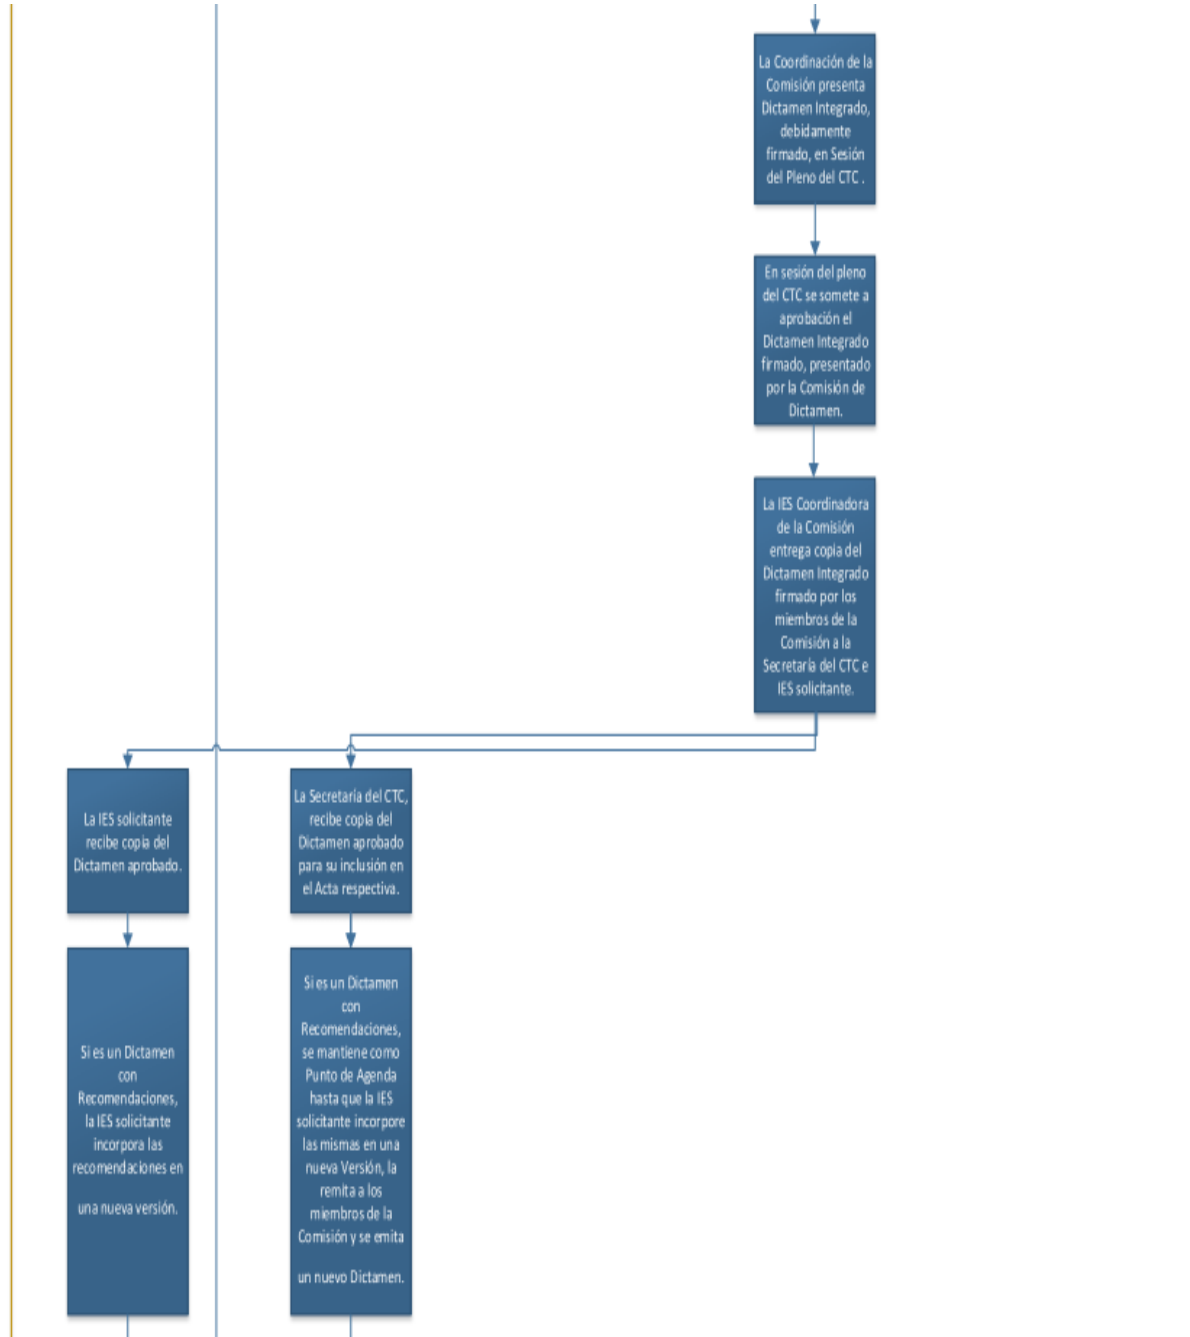 La Coordinación de la
Comisión presenta
Dictamen Integrado,
debidamente
firmado, en Sesión
del Pleno del CTC .
En sesión del pleno
del CTC se somete a
aprobación el
Dictamen Integrado
firmado, presentado
por la Comisión de
Dictamen.
La IES Coordinadora
de la Comisión
entrega copia del
Dictamen Integrado
firmado por los
miembros de la
Comisión a la
Secretaría del CTC e
IES solicitante.
La IES solicitante
recibe copia del
Dictamen aprobado.
La Secretaría del CTC,
recibe copia del
Dictamen aprobado
para su inclusión en
el Acta respectiva.
Si es un Dictamen
con
Recomendaciones,
la IES solicitante
incorpora las
recomendaciones en
una nueva versión.
Si es un Dictamen
con
Recomendaciones,
se mantiene como
Punto de Agenda
hasta que la IES
solicitante incorpore
las mismas en una
nueva Versión, la
remita a los
miembros de la
Comisión y se emita
un nuevo Dictamen.